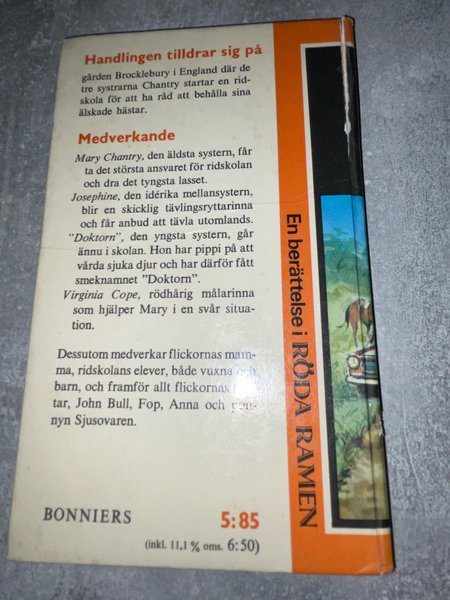 Handlingen tilldrar sig på
gården Brocklebury i England där de
tre systrarna Chantry startar en rid-
skola för att ha råd att behålla sina
älskade hästar.
Medverkande
Mary Chantry, den äldsta systern, får
ta det största ansvaret för ridskolan
och dra det tyngsta lasset.
Josephine, den idérika mellansystern,
blir en skicklig tävlingsryttarinna
och får anbud att tävla utomlands.
"Doktorn", den yngsta systern, går
ännu i skolan. Hon har pippi på att
vårda sjuka djur och har därför fått
smeknamnet "Doktorn".
Virginia Cope, rödhårig målarinna
som hjälper Mary i en svår situa-
tion.
Dessutom medverkar flickornas mam-
ma, ridskolans elever, både vuxna och
barn, och framför allt flickornas
tar, John Bull, Fop, Anna och
nyn Sjusovaren.
BONNIERS
5:85
(inkl. 11,1 % oms. 6:50)
En berättelse i RÖDA RAMEN